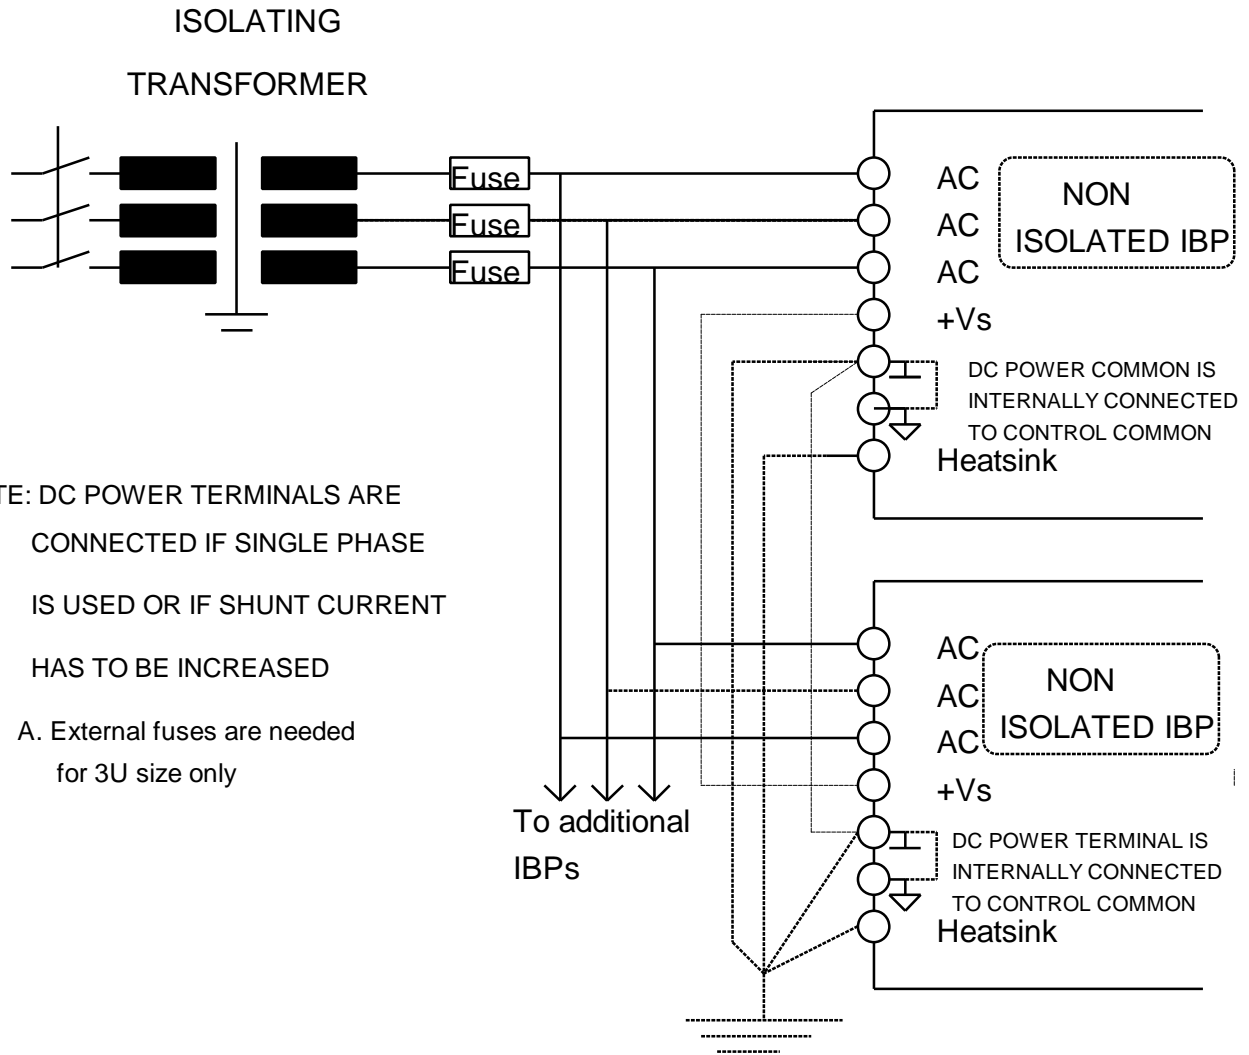 ISOLATING
TRANSFORMER
Fuse
Fuse
Fuse
AC
AC
AC
+Vs
NON
ISOLATED IBP
DC POWER COMMON IS
INTERNALLY CONNECTED
TO CONTROL COMMON
Heatsink
TE: DC POWER TERMINALS ARE
CONNECTED IF SINGLE PHASE
IS USED OR IF SHUNT CURRENT
HAS TO BE INCREASED
A. External fuses are needed
for 3U size only
To additional
IBPs
AC
AC
AC
+Vs
NON
ISOLATED IBP
DC POWER TERMINAL IS
INTERNALLY CONNECTED
TO CONTROL COMMON
Heatsink